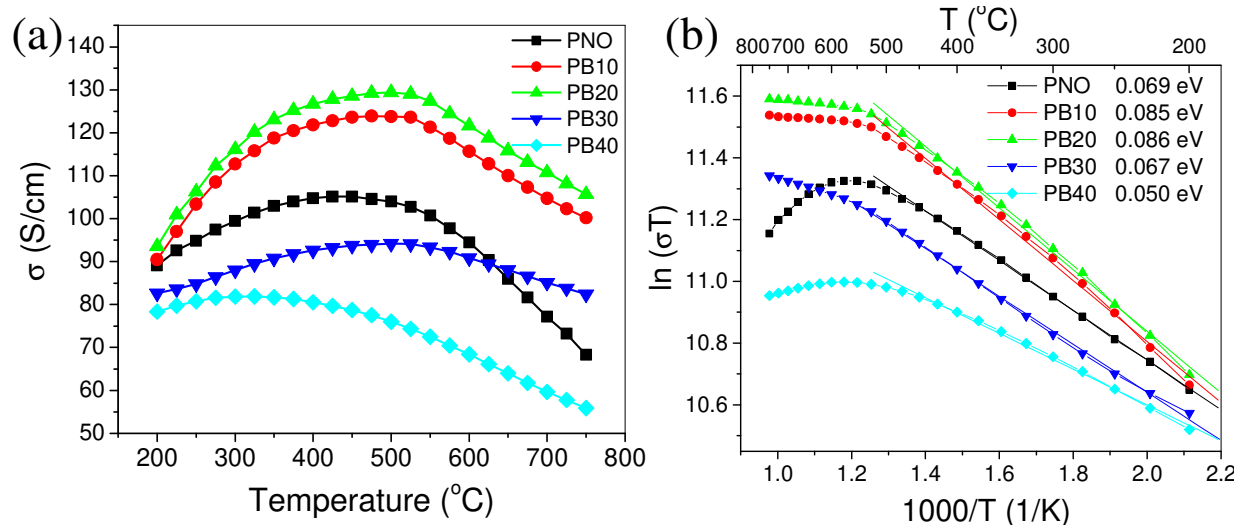 (a)
σ (S/cm)
140
130
120
110
100
90
80
70
60
50
200 300 400 500 600 700 800
Temperature (°C)
PNO
PB10
PB20
PB30
PB40
(b)
T (°C)
800 700 600 500 400 300 200
ln (σT)
11.6
11.4
11.2
11.0
10.8
10.6
PNO 0.069 eV
PB10 0.085 eV
PB20 0.086 eV
PB30 0.067 eV
PB40 0.050 eV
1.0 1.2 1.4 1.6 1.8 2.0 2.2
1000/T (1/K)